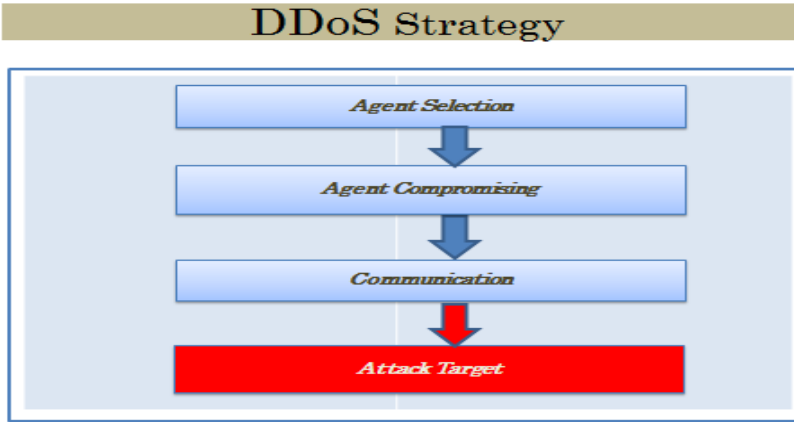 DDoS Strategy
Agent Selection
Agent Compromising
Communication
Attack Target